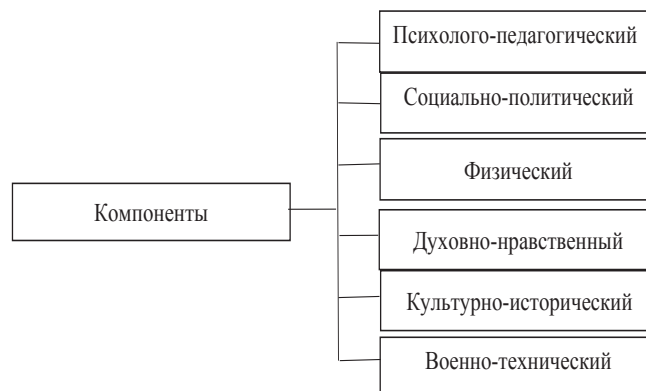 Психолого-педагогический
Социально-политический
Физический
Компоненты
Духовно-нравственный
Культурно-исторический
Военно-технический